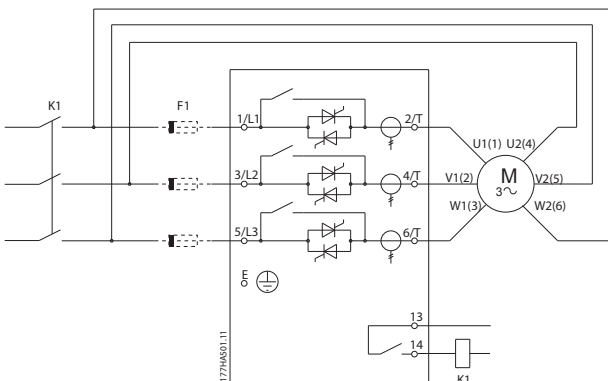 K1
F1
1/L1
2/T
U1(1)
U2(4)
3/L2
4/T
V1(2)
M
3~
V2(5)
W1(3)
W2(6)
5/L3
6/T
E
177HA501.11
13
14
K1